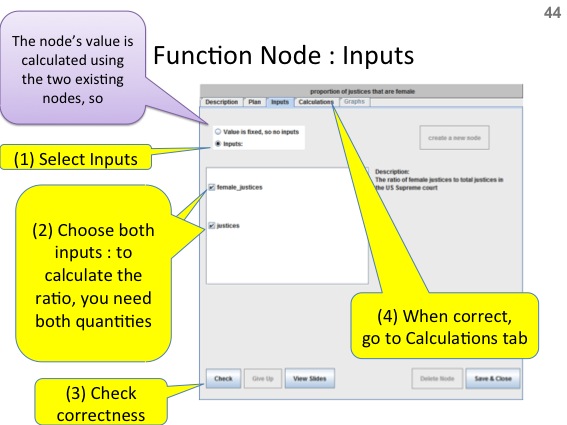 44
The node's value is
calculated using
the two existing
nodes, so
Function Node : Inputs
proportion of justices that are female
Description Plan Inputs Calculations Graphs
Value is fixed, so no inputs
Inputs:
create a new node
(1) Select Inputs
Description:
The ratio of female justices to total justices in
the US Supreme court
female_justices
justices
(2) Choose both
inputs : to
calculate the
ratio, you need
both quantities
(4) When correct,
go to Calculations tab
Check Give Up View Slides Delete Node Save & Close
(3) Check
correctness